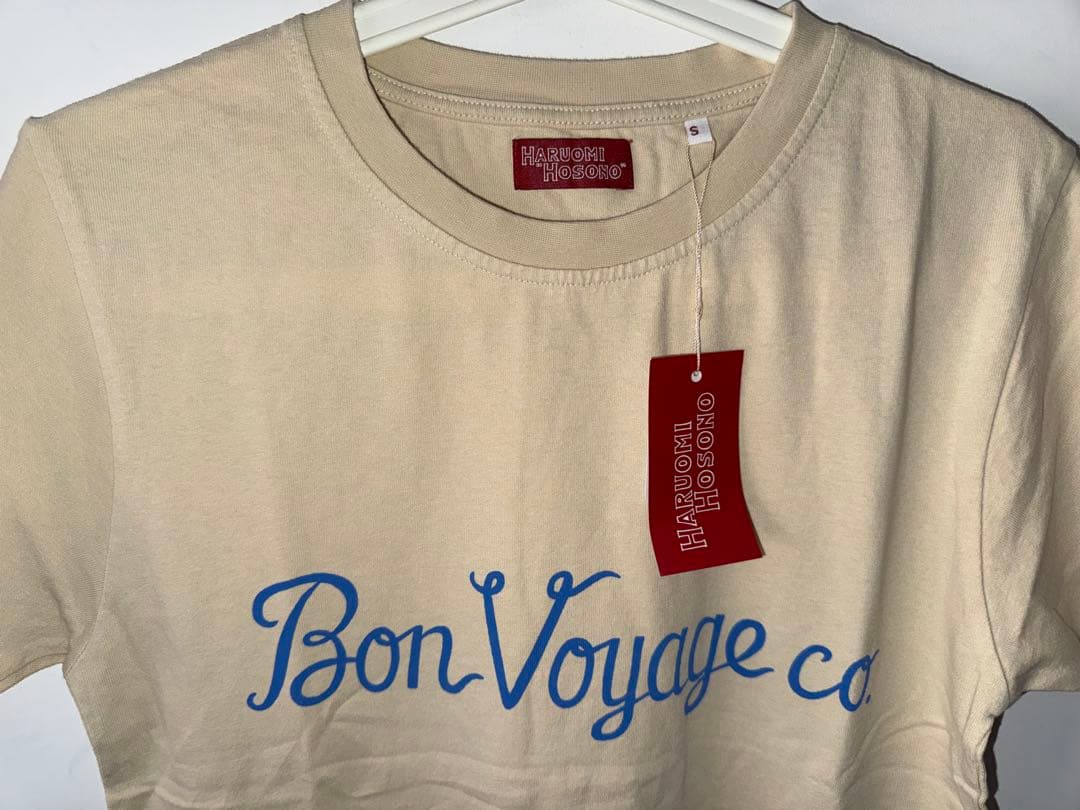 HARUOMI
"HOSONO"
S
HARUOMI
HOSONO
Bon Voyage co.